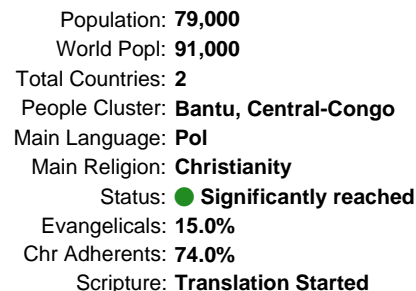 Population: 79,000
World Popl: 91,000
Total Countries: 2
People Cluster: Bantu, Central-Congo
Main Language: Pol
Main Religion: Christianity
Status: Significantly reached
Evangelicals: 15.0%
Chr Adherents: 74.0%
Scripture: Translation Started